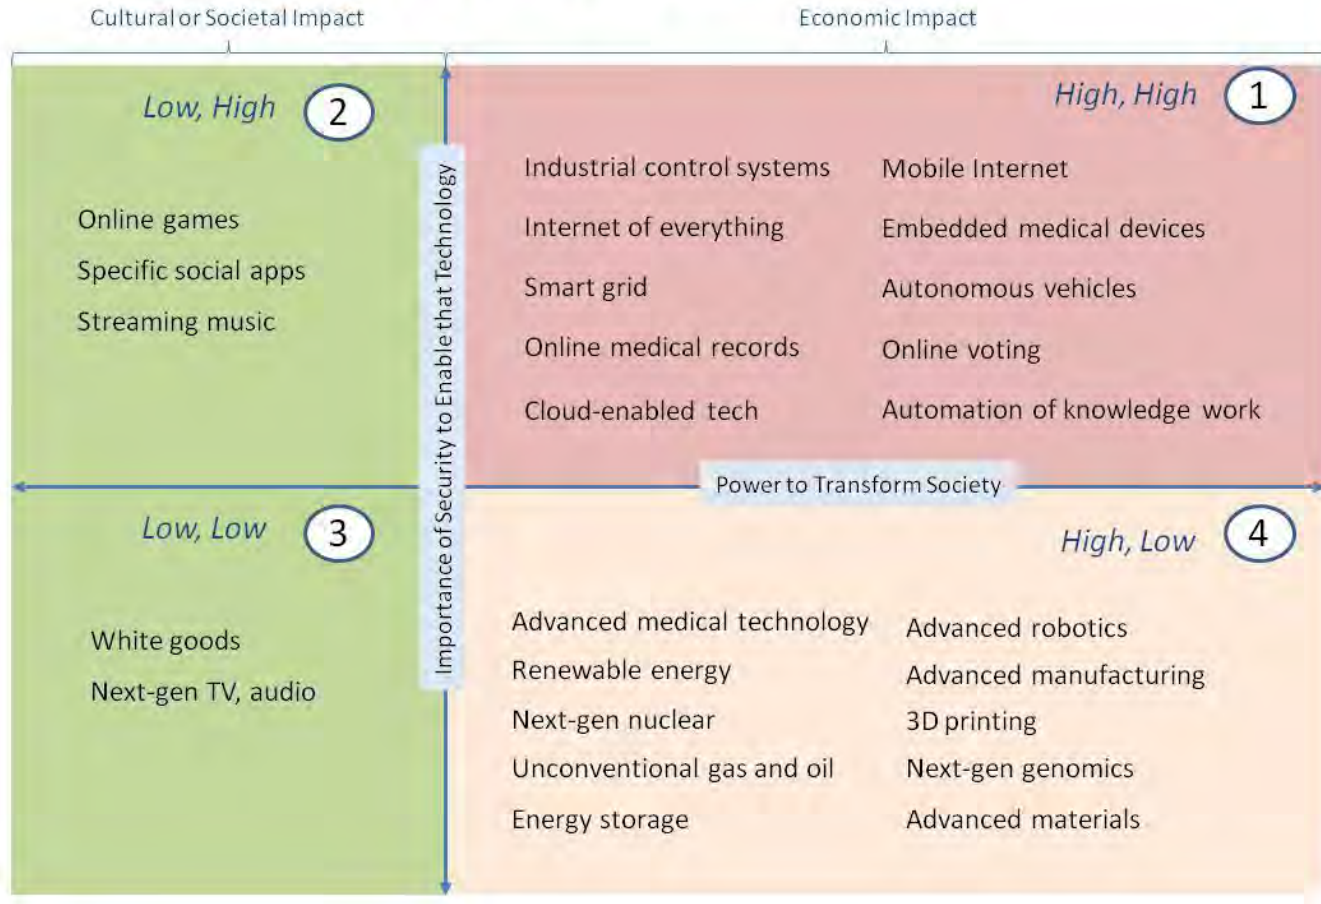 Cultural or Societal Impact
Economic Impact
Low, High
2
High, High
1
Online games
Specific social apps
Streaming music
Importance of Security to Enable that Technology
Industrial control systems
Internet of everything
Smart grid
Online medical records
Cloud-enabled tech
Mobile Internet
Embedded medical devices
Autonomous vehicles
Online voting
Automation of knowledge work
Power to Transform Society
Low, Low
3
High, Low
4
White goods
Next-gen TV, audio
Advanced medical technology
Renewable energy
Next-gen nuclear
Unconventional gas and oil
Energy storage
Advanced robotics
Advanced manufacturing
3D printing
Next-gen genomics
Advanced materials